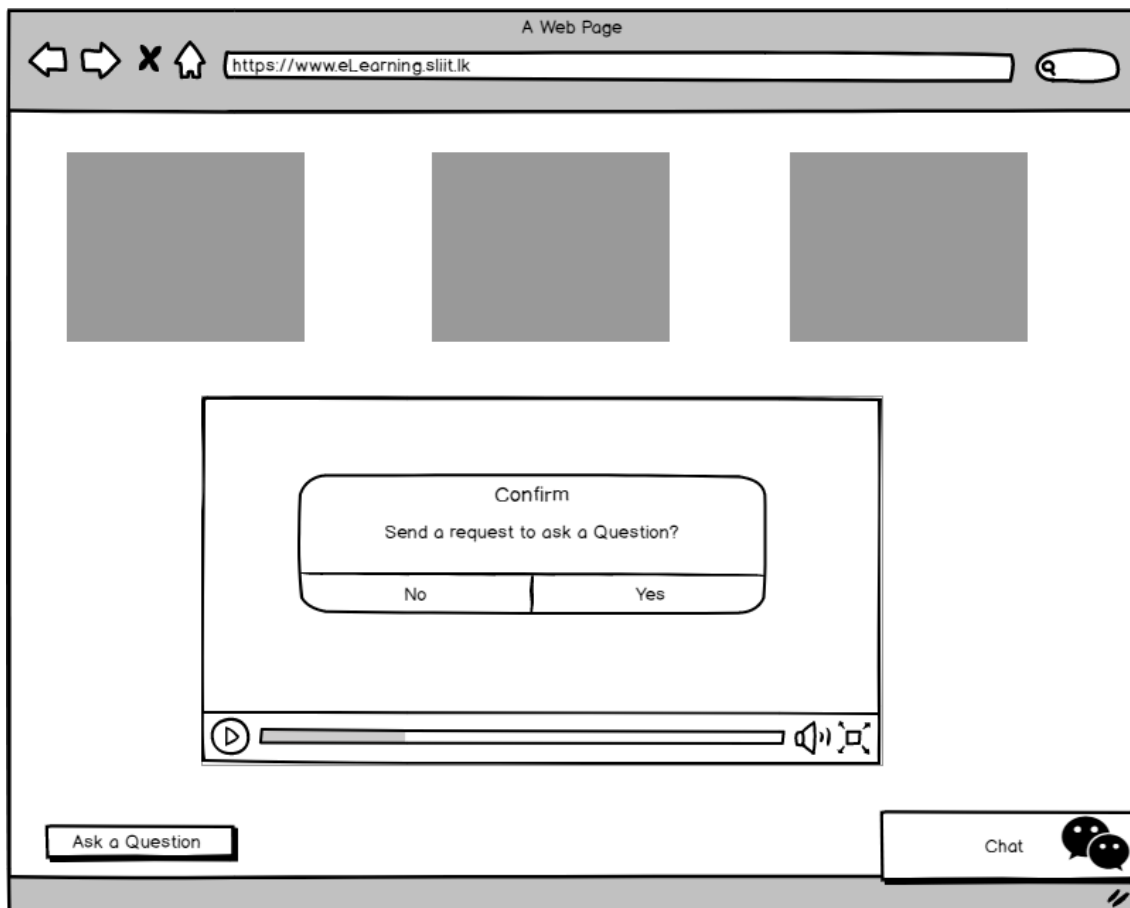 A Web Page
https://www.eLearning.sliit.lk
Confirm
Send a request to ask a Question?
No
Yes
Ask a Question
Chat